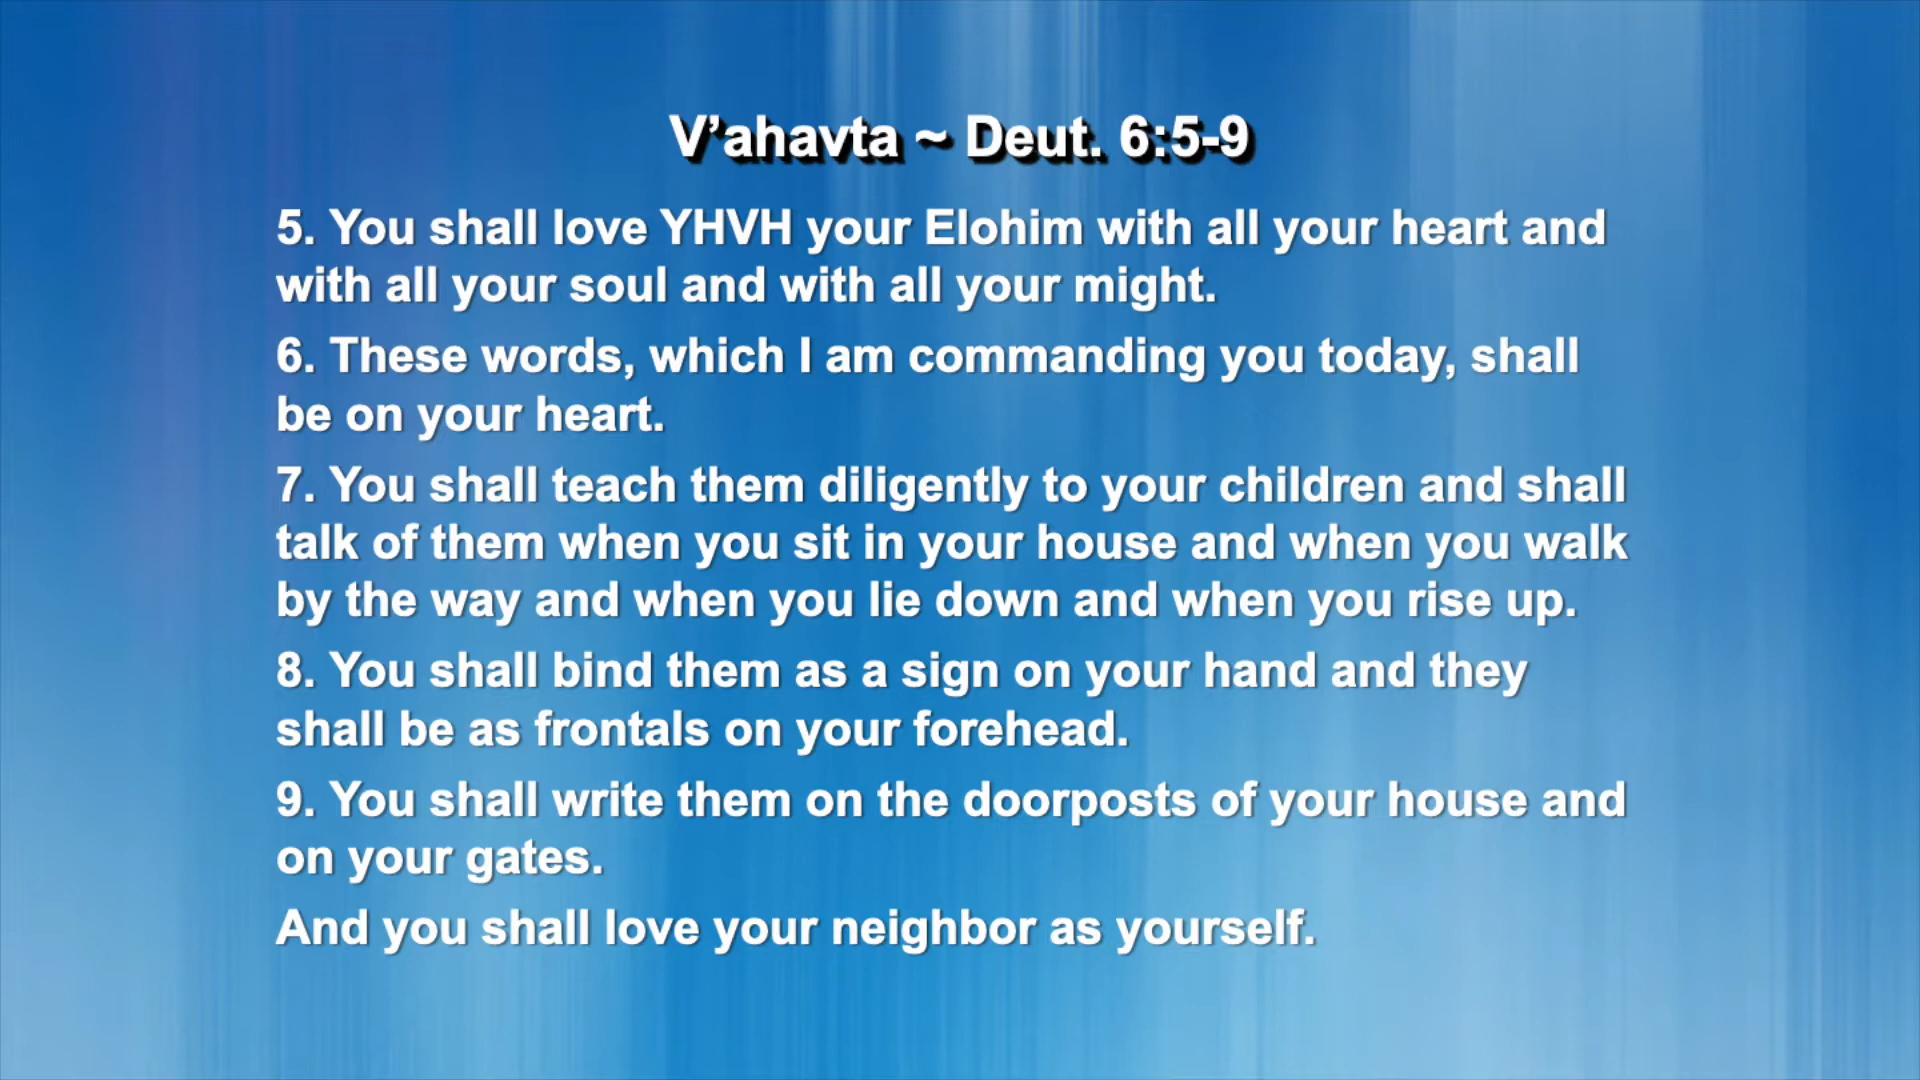 V’ahavta ~ Deut. 6:5-9
5. You shall love YHVH your Elohim with all your heart and
with all your soul and with all your might.
6. These words, which I am commanding you today, shall
be on your heart.
7. You shall teach them diligently to your children and shall
talk of them when you sit in your house and when you walk
by the way and when you lie down and when you rise up.
8. You shall bind them as a sign on your hand and they
shall be as frontals on your forehead.
9. You shall write them on the doorposts of your house and
on your gates.
And you shall love your neighbor as yourself.